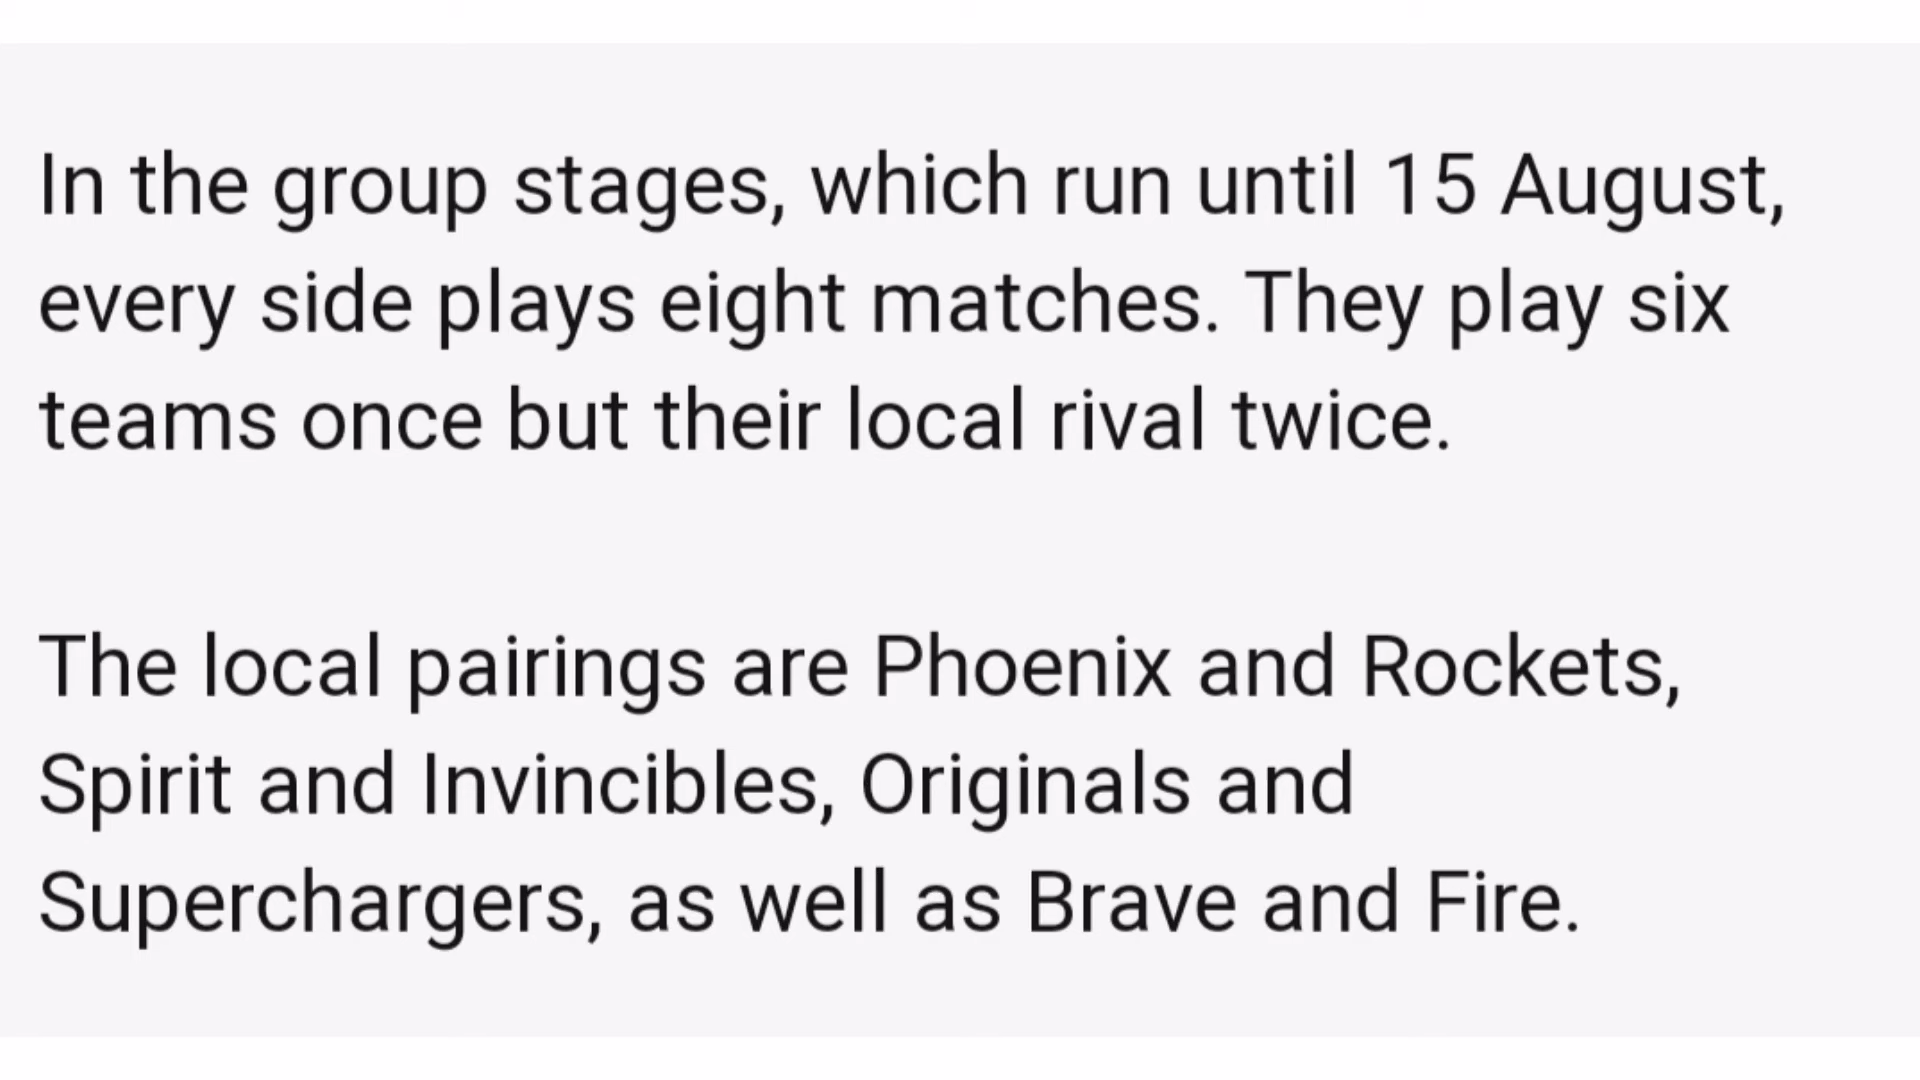 In the group stages, which run until 15 August,
every side plays eight matches. They play six
teams once but their local rival twice.
The local pairings are Phoenix and Rockets,
Spirit and Invincibles, Originals and
Superchargers, as well as Brave and Fire.